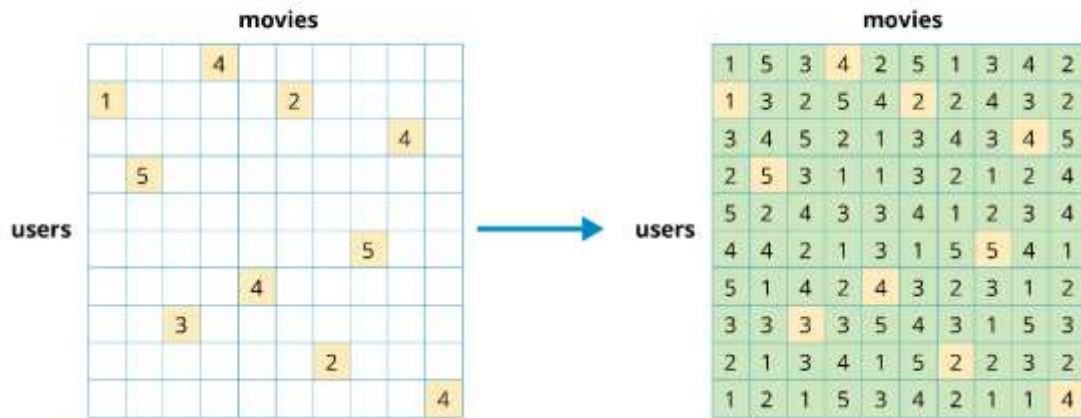 movies
4
1 2
4
5
users
5
4
3
2
4
movies
1 5 3 4 2 5 1 3 4 2
1 3 2 5 4 2 2 4 3 2
3 4 5 2 1 3 4 3 4 5
2 5 3 1 1 3 2 1 2 4
5 2 4 3 3 4 1 2 3 4
users
4 4 2 1 3 1 5 5 4 1
5 1 4 2 4 3 2 3 1 2
3 3 3 3 5 4 3 1 5 3
2 1 3 4 1 5 2 2 3 2
1 2 1 5 3 4 2 1 1 4